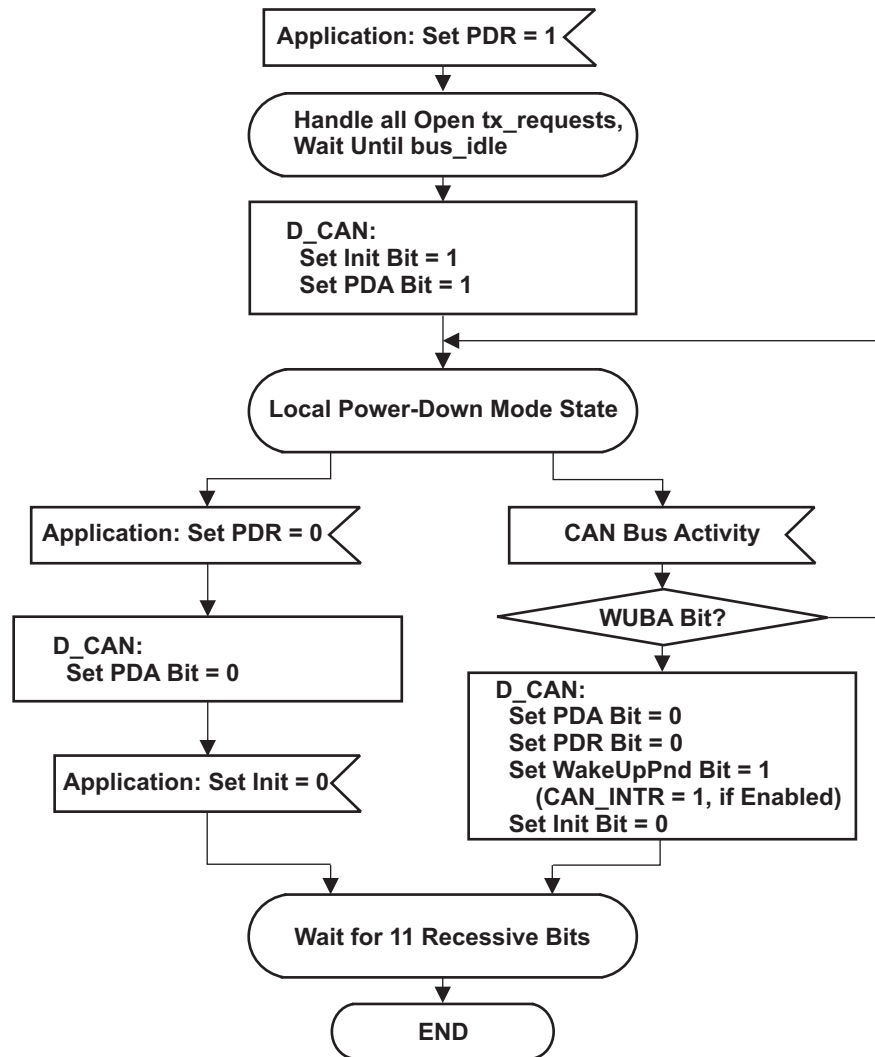 Application: Set PDR = 1
Handle all Open tx_requests,
Wait Until bus_idle
D_CAN:
Set Init Bit = 1
Set PDA Bit = 1
Local Power-Down Mode State
Application: Set PDR = 0
CAN Bus Activity
WUBA Bit?
D_CAN:
Set PDA Bit = 0
D_CAN:
Set PDA Bit = 0
Set PDR Bit = 0
Set WakeUpPnd Bit = 1
(CAN_INTR = 1, if Enabled)
Set Init Bit = 0
Application: Set Init = 0
Wait for 11 Recessive Bits
END